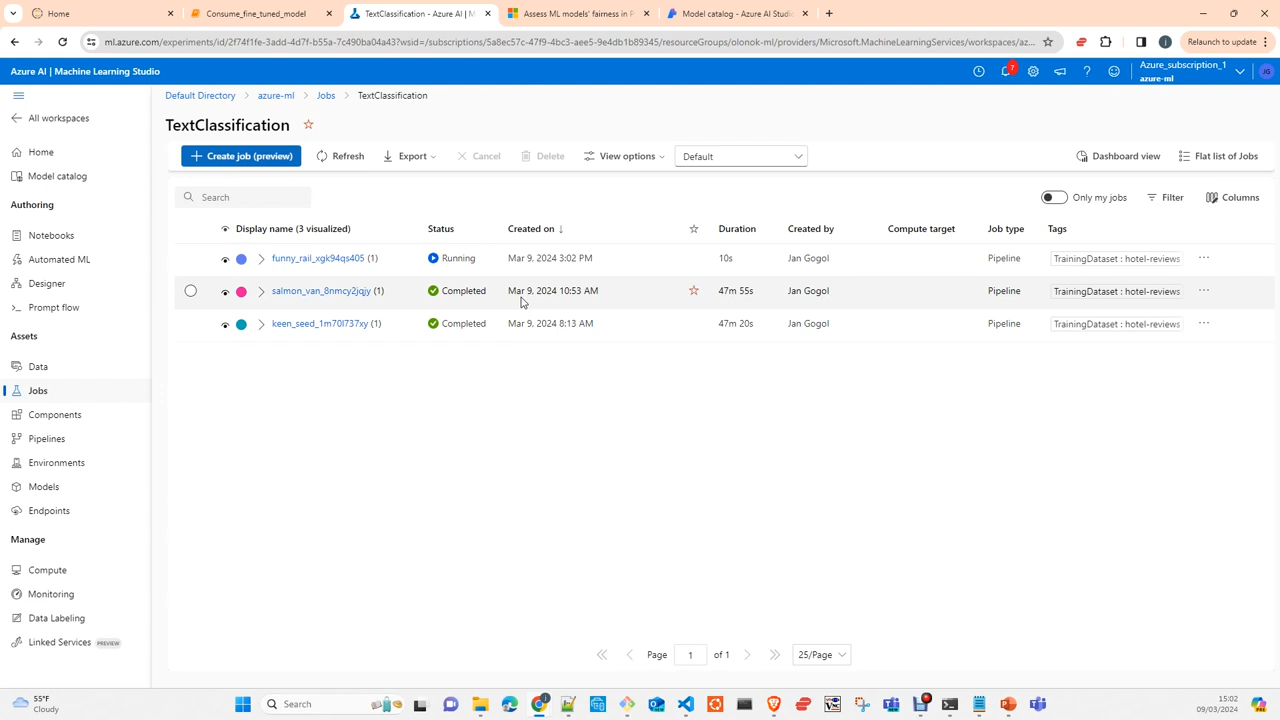 Home
Consume_fine_tuned_model
TextClassification - Azure AI | M
Assess ML models' fairness in P
Model catalog - Azure AI Studio
ml.azure.com/experiments/id/2f74f1fe-3add-4d7f-b55a-7c490ba04a43?wsid=/subscriptions/5a8ec57c-47f9-4bc3-aee5-9e4db1b89345/resourceGroups/olonok-ml/providers/Microsoft.MachineLearningServices/workspaces/az...
Relaunch to update
Azure AI | Machine Learning Studio
7
Azure_subscription_1
azure-ml
JG
All workspaces
Home
Model catalog
Authoring
Notebooks
Automated ML
Designer
Prompt flow
Assets
Data
Jobs
Components
Pipelines
Environments
Models
Endpoints
Manage
Compute
Monitoring
Data Labeling
Linked Services PREVIEW
Default Directory > azure-ml > Jobs > TextClassification
TextClassification
Create job (preview) Refresh Export Cancel Delete View options Default Dashboard view Flat list of Jobs
Search Only my jobs Filter Columns
Display name (3 visualized) Status Created on ↓ Duration Created by Compute target Job type Tags
funny_rail_xgk94qs405 (1) Running Mar 9, 2024 3:02 PM 10s Jan Gogol Pipeline TrainingDataset : hotel-reviews ...
salmon_van_8nmcy2jqjy (1) Completed Mar 9, 2024 10:53 AM 47m 55s Jan Gogol Pipeline TrainingDataset : hotel-reviews ...
keen_seed_1m70l737xy (1) Completed Mar 9, 2024 8:13 AM 47m 20s Jan Gogol Pipeline TrainingDataset : hotel-reviews ...
Page 1 of 1 25/Page
55°F
Cloudy
Search
15:02
09/03/2024